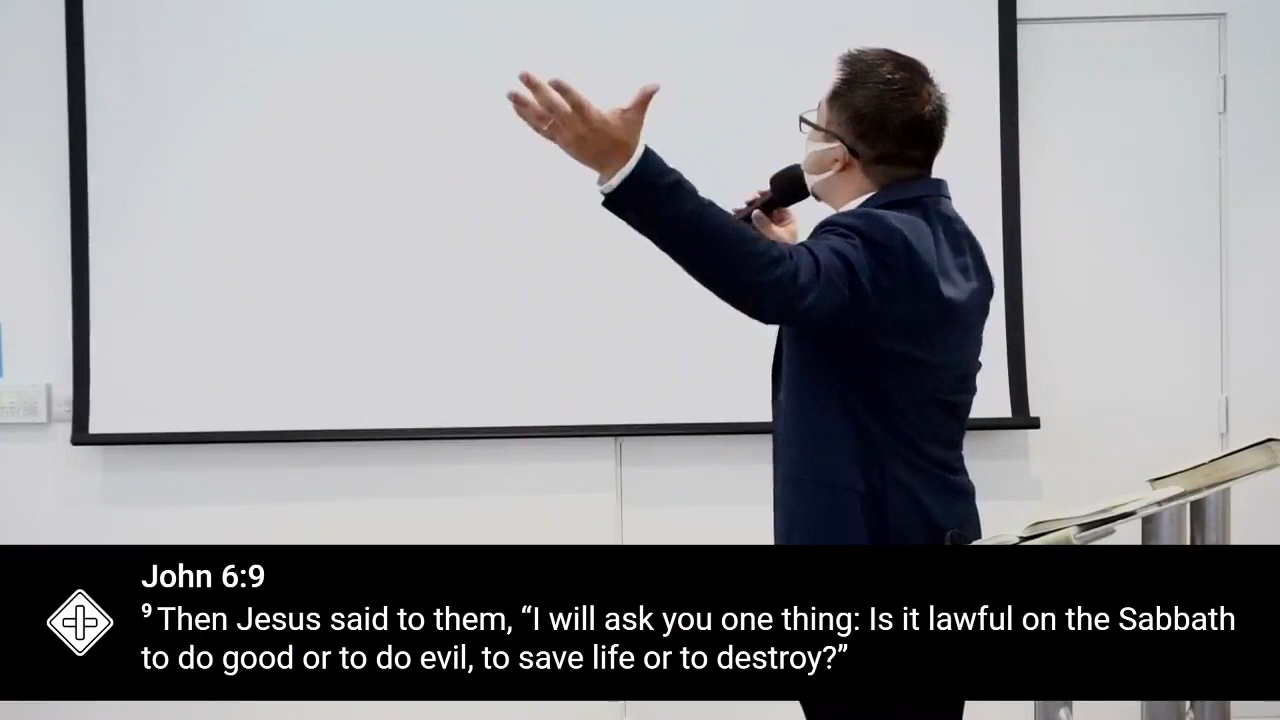 John 6:9
9 Then Jesus said to them, “I will ask you one thing: Is it lawful on the Sabbath
to do good or to do evil, to save life or to destroy?”